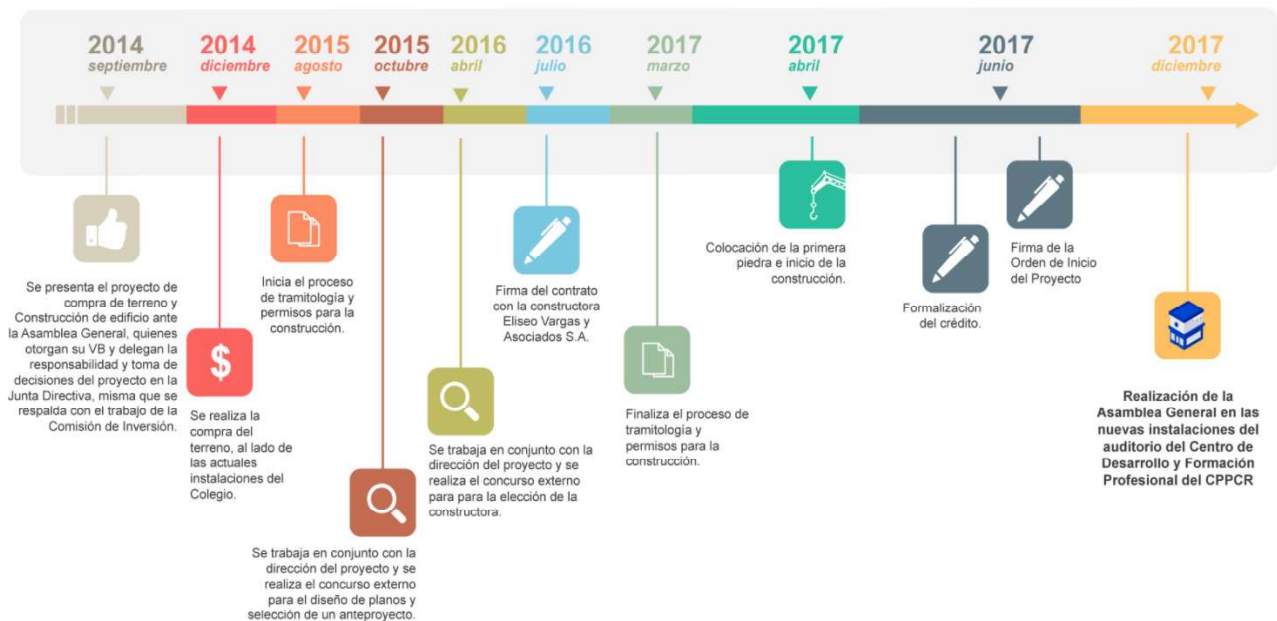 2014
septiembre
2014
diciembre
2015
agosto
2015
octubre
2016
abril
2016
julio
2017
marzo
2017
abril
2017
junio
2017
diciembre
Se presenta el proyecto de
compra de terreno y
Construcción de edificio ante
la Asamblea General, quienes
otorgan su VB y delegan la
responsabilidad y toma de
decisiones del proyecto en la
Junta Directiva, misma que se
respalda con el trabajo de la
Comisión de Inversión.
$
Se realiza la
compra del
terreno, al lado de
las actuales
instalaciones del
Colegio.
Inicia el proceso
de tramitología y
permisos para la
construcción.
Se trabaja en conjunto con la
dirección del proyecto y se
realiza el concurso externo
para el diseño de planos y
selección de un anteproyecto.
Se trabaja en conjunto con la
dirección del proyecto y se
realiza el concurso externo
para para la elección de la
constructora.
Firma del contrato
con la constructora
Eliseo Vargas y
Asociados S.A.
Finaliza el proceso de
tramitología y
permisos para la
construcción.
Colocación de la primera
piedra e inicio de la
construcción.
Formalización
del crédito.
Firma de la
Orden de Inicio
del Proyecto
Realización de la
Asamblea General en las
nuevas instalaciones del
auditorio del Centro de
Desarrollo y Formación
Profesional del CPPCR